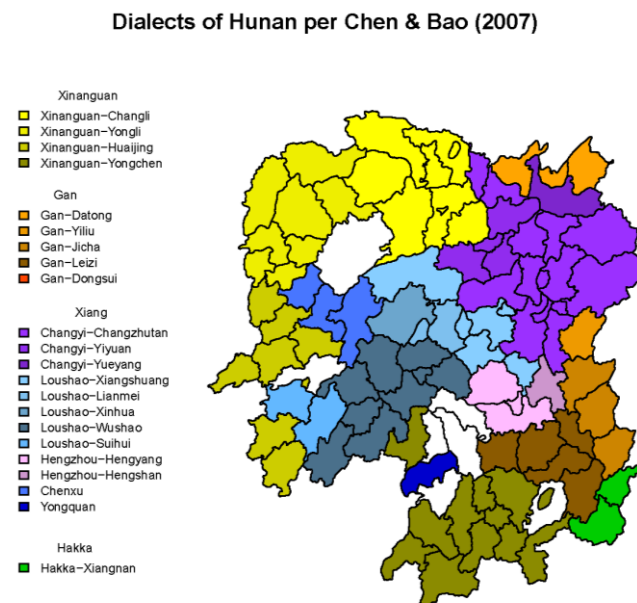 Dialects of Hunan per Chen & Bao (2007)
Xinanguan
Xinanguan-Changli
Xinanguan-Yongli
Xinanguan-Huaijing
Xinanguan-Yongchen
Gan
Gan-Datong
Gan-Yiliu
Gan-Jicha
Gan-Leizi
Gan-Dongsui
Xiang
Changyi-Changzhutan
Changyi-Yiyuan
Changyi-Yueyang
Loushao-Xiangshuang
Loushao-Lianmei
Loushao-Xinhua
Loushao-Wushao
Loushao-Suihui
Hengzhou-Hengyang
Hengzhou-Hengshan
Chenxu
Yongquan
Hakka
Hakka-Xiangnan